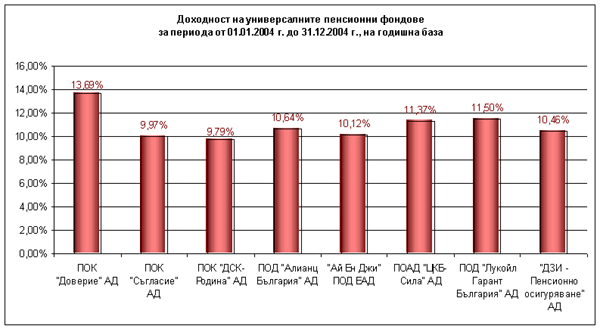 Доходност на универсалните пенсионни фондове
за периода от 01.01.2004 г. до 31.12.2004 г., на годишна база
16,00%
14,00%
12,00%
10,00%
8,00%
6,00%
4,00%
2,00%
0,00%
13,69%
9,97%
9,79%
10,64%
10,12%
11,37%
11,50%
10,46%
ПОК
"Доверие" АД
ПОК
"Съгласие"
АД
ПОК "ДСК-
Родина" АД
ПОД "Алианц
България" АД
"Ай Ен Джи"
ПОД ЕАД
ПОАД "ЦКБ-
Сила" АД
ПОД "Лукойл
Гарант
България" АД
"ДЗИ -
Пенсионно
осигуряване"
АД